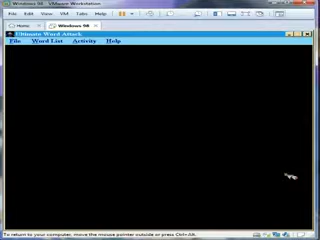 Windows 98 - VMware Workstation
File Edit View VM Tabs Help
Home Windows 98
Ultimate Word Attack
File Word List Activity Help
To return to your computer, move the mouse pointer outside or press Ctrl+Alt.